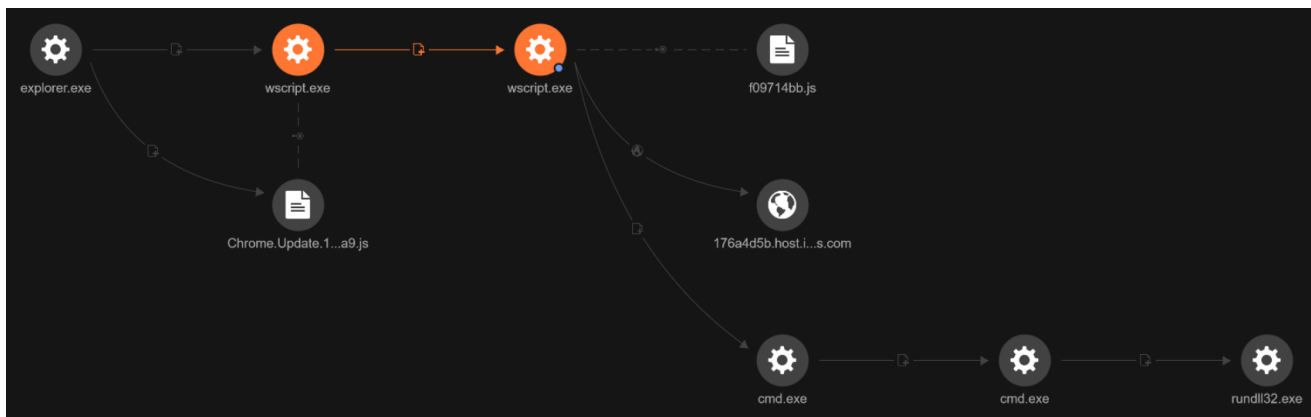 explorer.exe
wscript.exe
wscript.exe
f09714bb.js
Chrome.Update.1...a9.js
176a4d5b.host.i...s.com
cmd.exe
cmd.exe
rundll32.exe